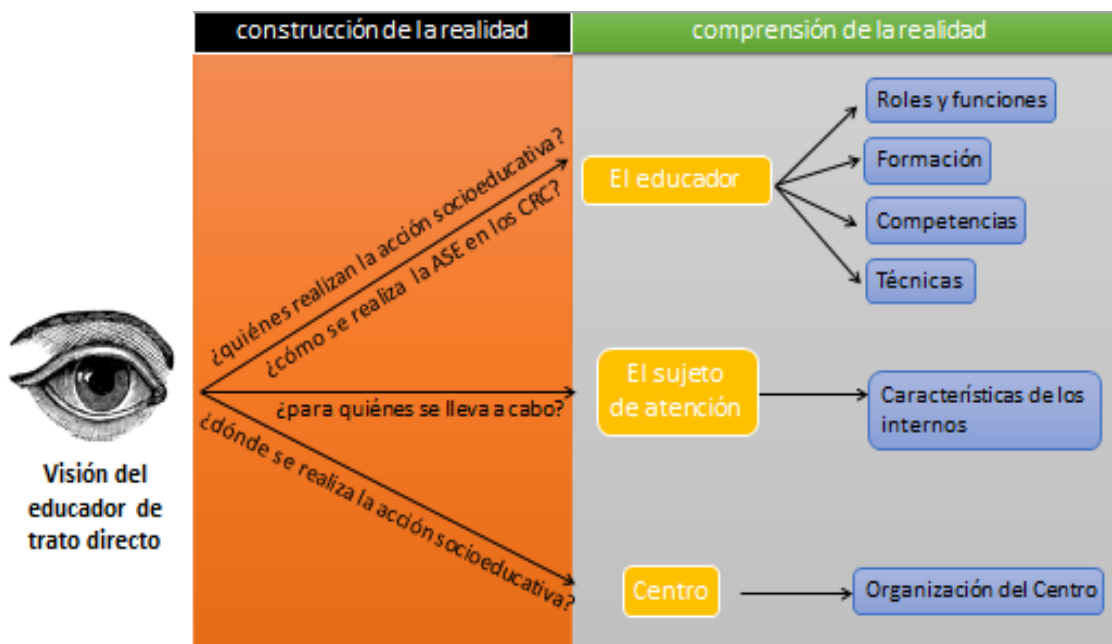 construcción de la realidad
comprensión de la realidad
¿quiénes realizan la acción socioeducativa?
¿cómo se realiza la ASE en los CRC?
¿para quiénes se lleva a cabo?
¿dónde se realiza la acción socioeducativa?
Visión del
educador de
trato directo
El educador
Roles y funciones
Formación
Competencias
Técnicas
El sujeto
de atención
Características de los
internos
Centro
Organización del Centro